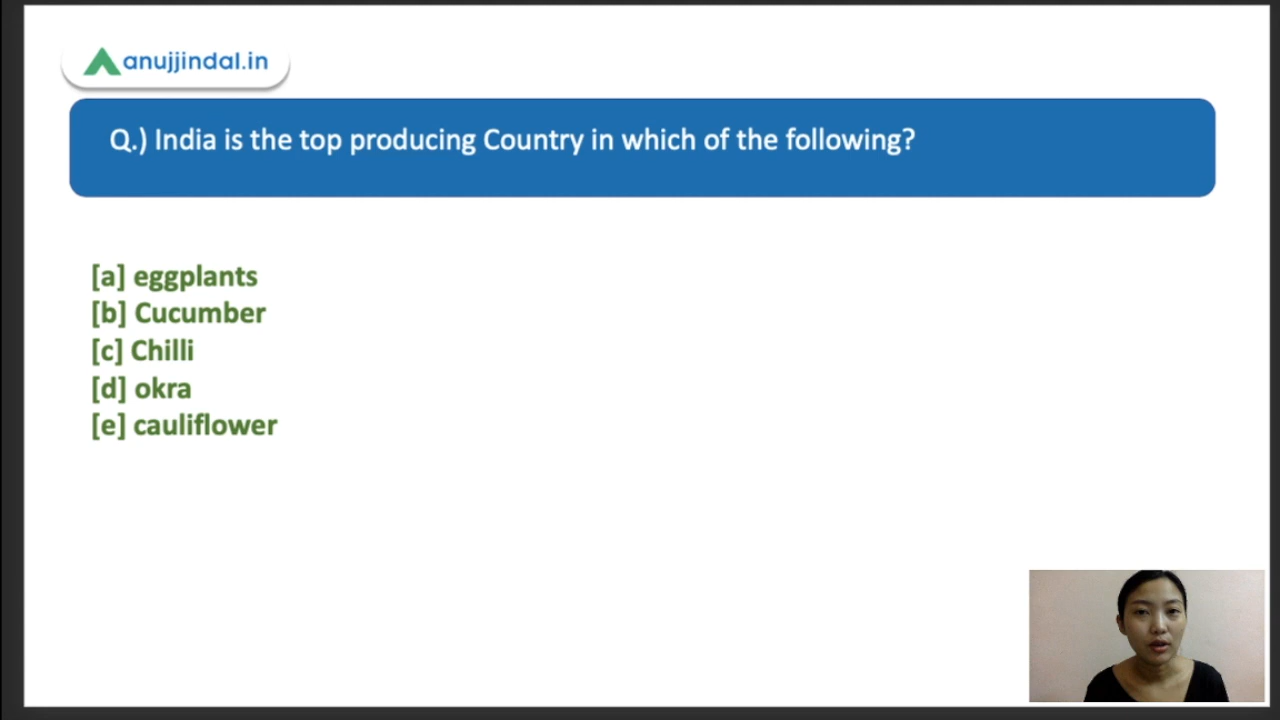 anujjindal.in
Q.) India is the top producing Country in which of the following?
[a] eggplants
[b] Cucumber
[c] Chilli
[d] okra
[e] cauliflower